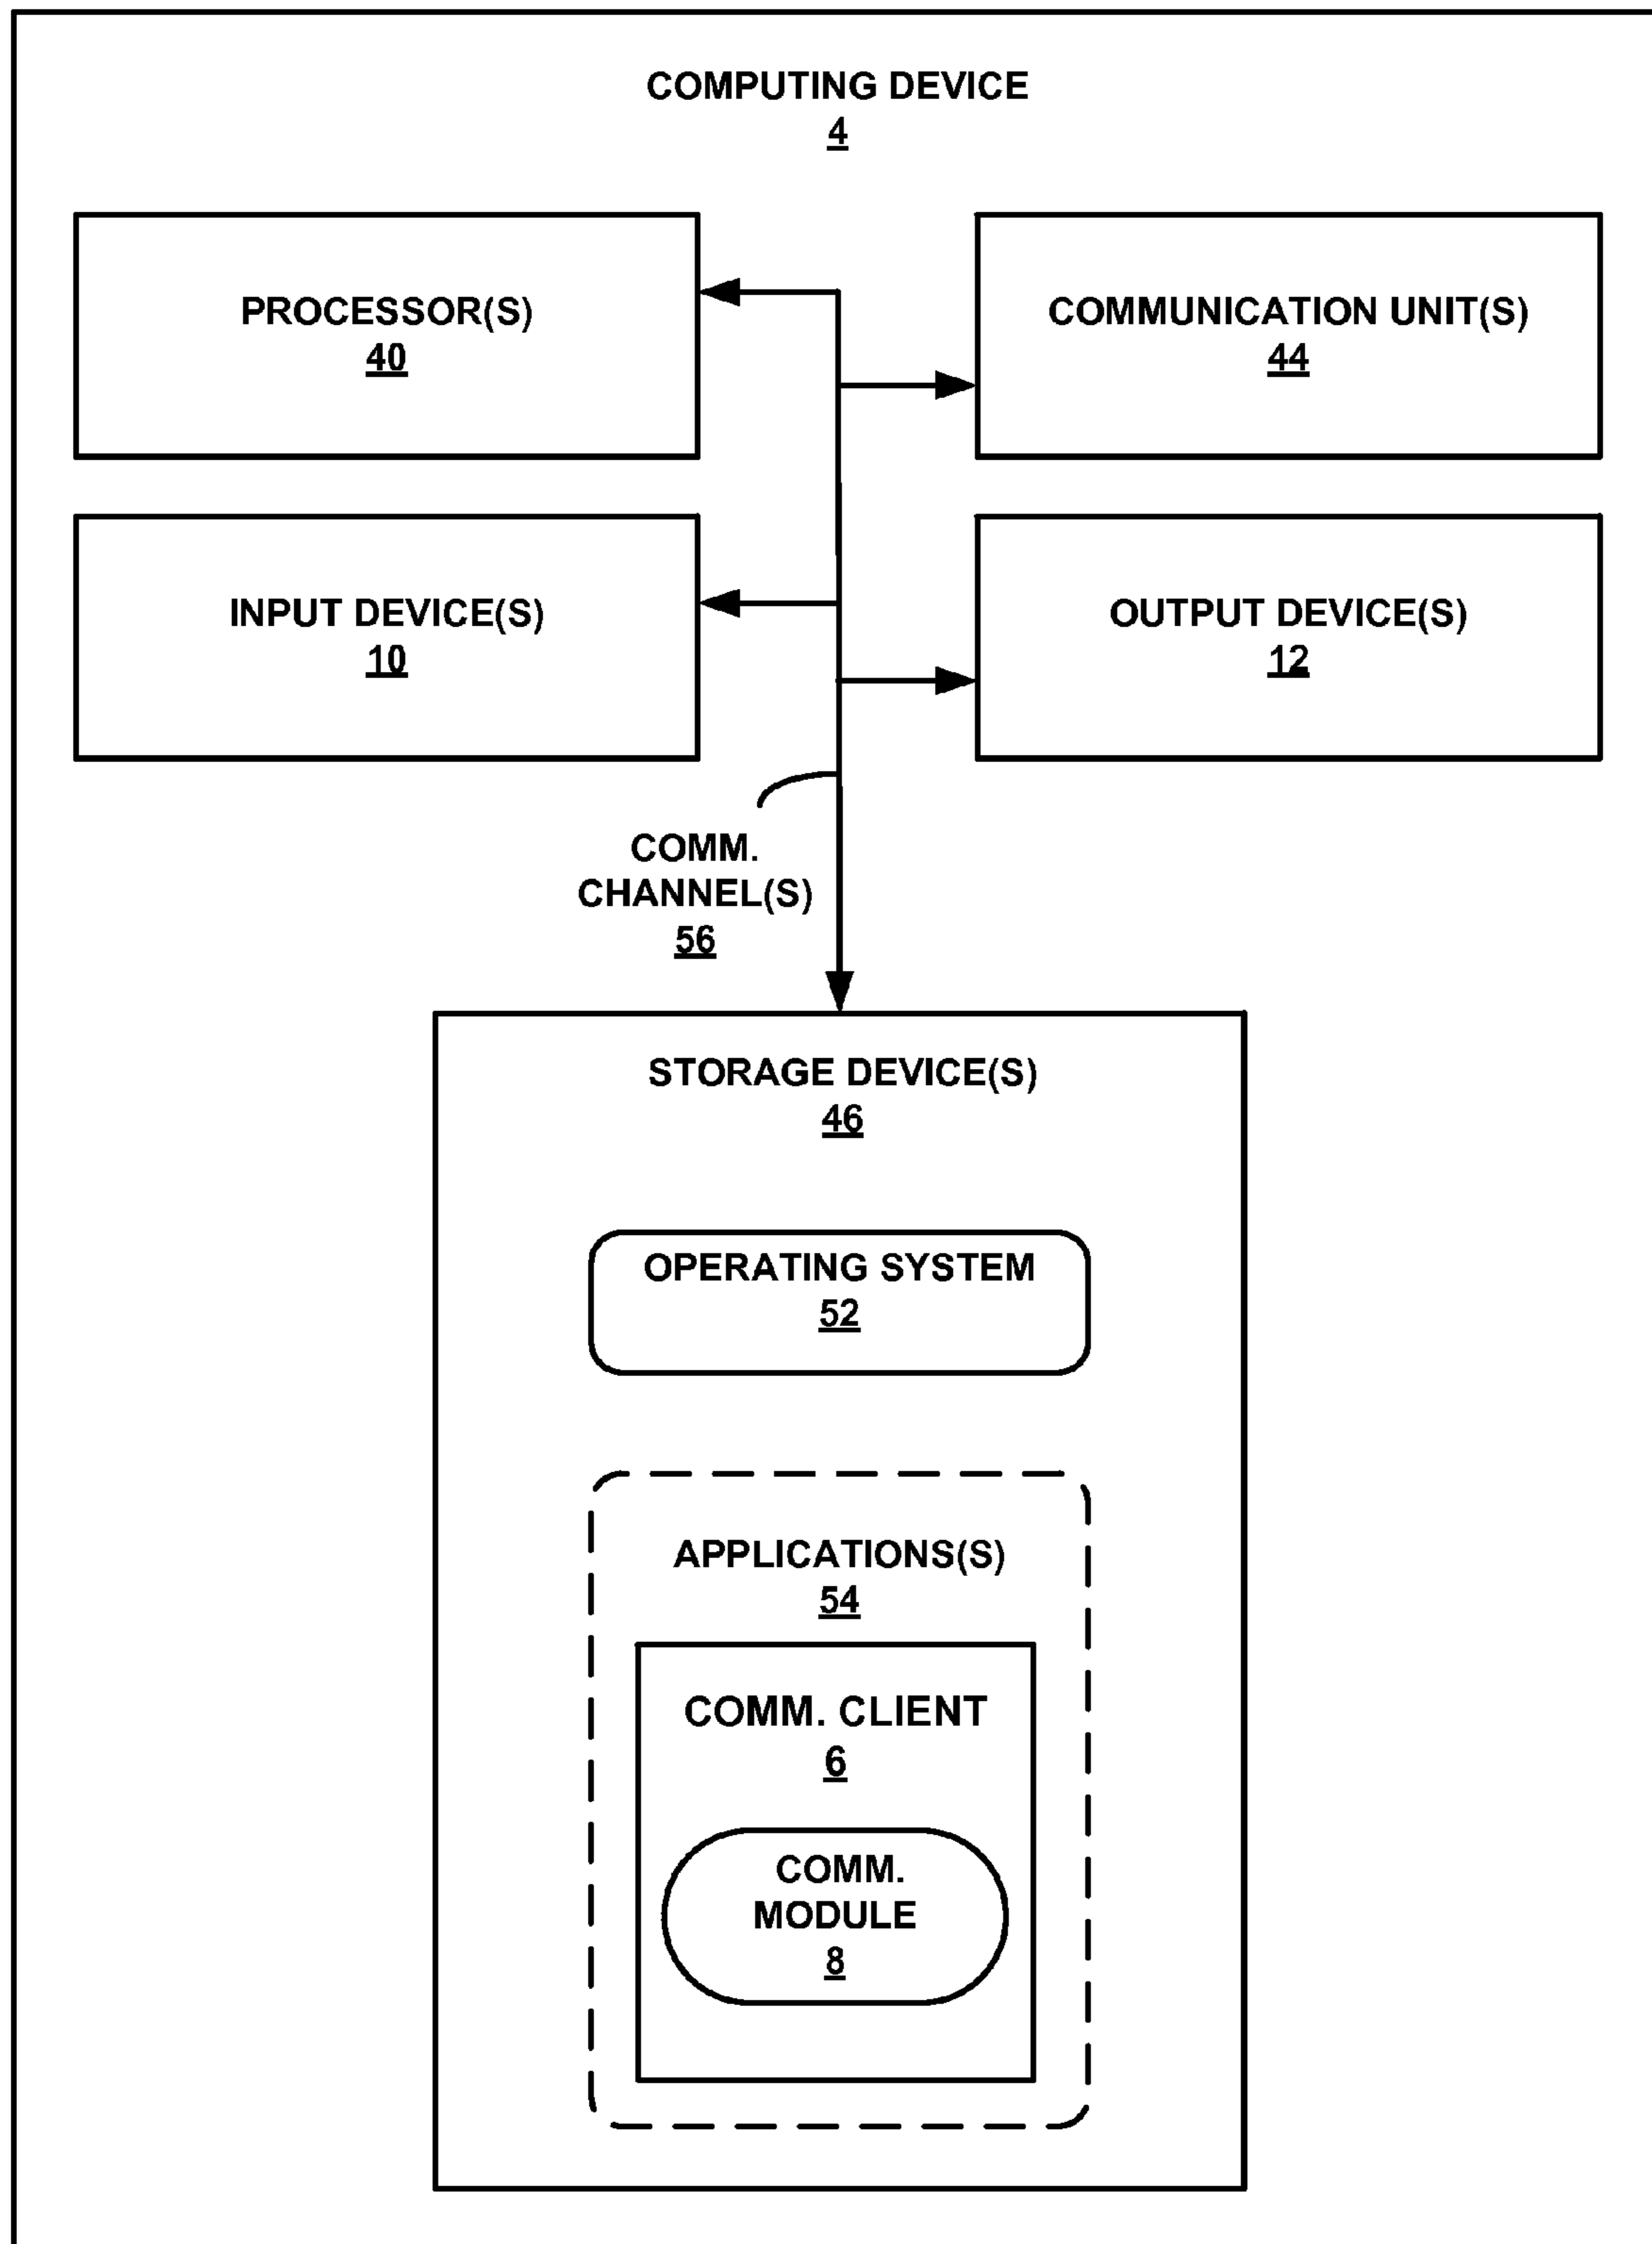 COMPUTING DEVICE
4
PROCESSOR(S)
40
COMMUNICATION UNIT(S)
44
INPUT DEVICE(S)
10
OUTPUT DEVICE(S)
12
COMM.
CHANNEL(S)
56
STORAGE DEVICE(S)
46
OPERATING SYSTEM
52
APPLICATIONS(S)
54
COMM. CLIENT
6
COMM.
MODULE
8